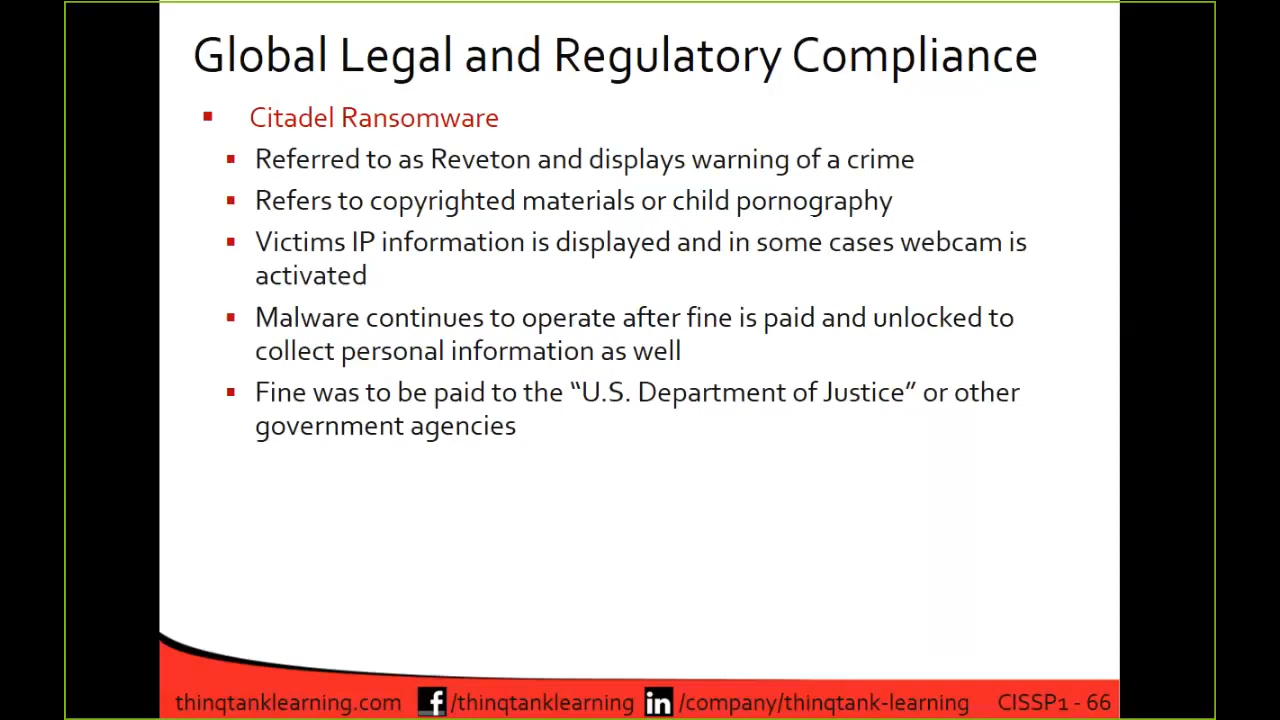 Global Legal and Regulatory Compliance
Citadel Ransomware
Referred to as Reveton and displays warning of a crime
Refers to copyrighted materials or child pornography
Victims IP information is displayed and in some cases webcam is
activated
Malware continues to operate after fine is paid and unlocked to
collect personal information as well
Fine was to be paid to the “U.S. Department of Justice” or other
government agencies
thinqtanklearning.com f /thinqtanklearning in /company/thinqtank-learning CISSP1 - 66